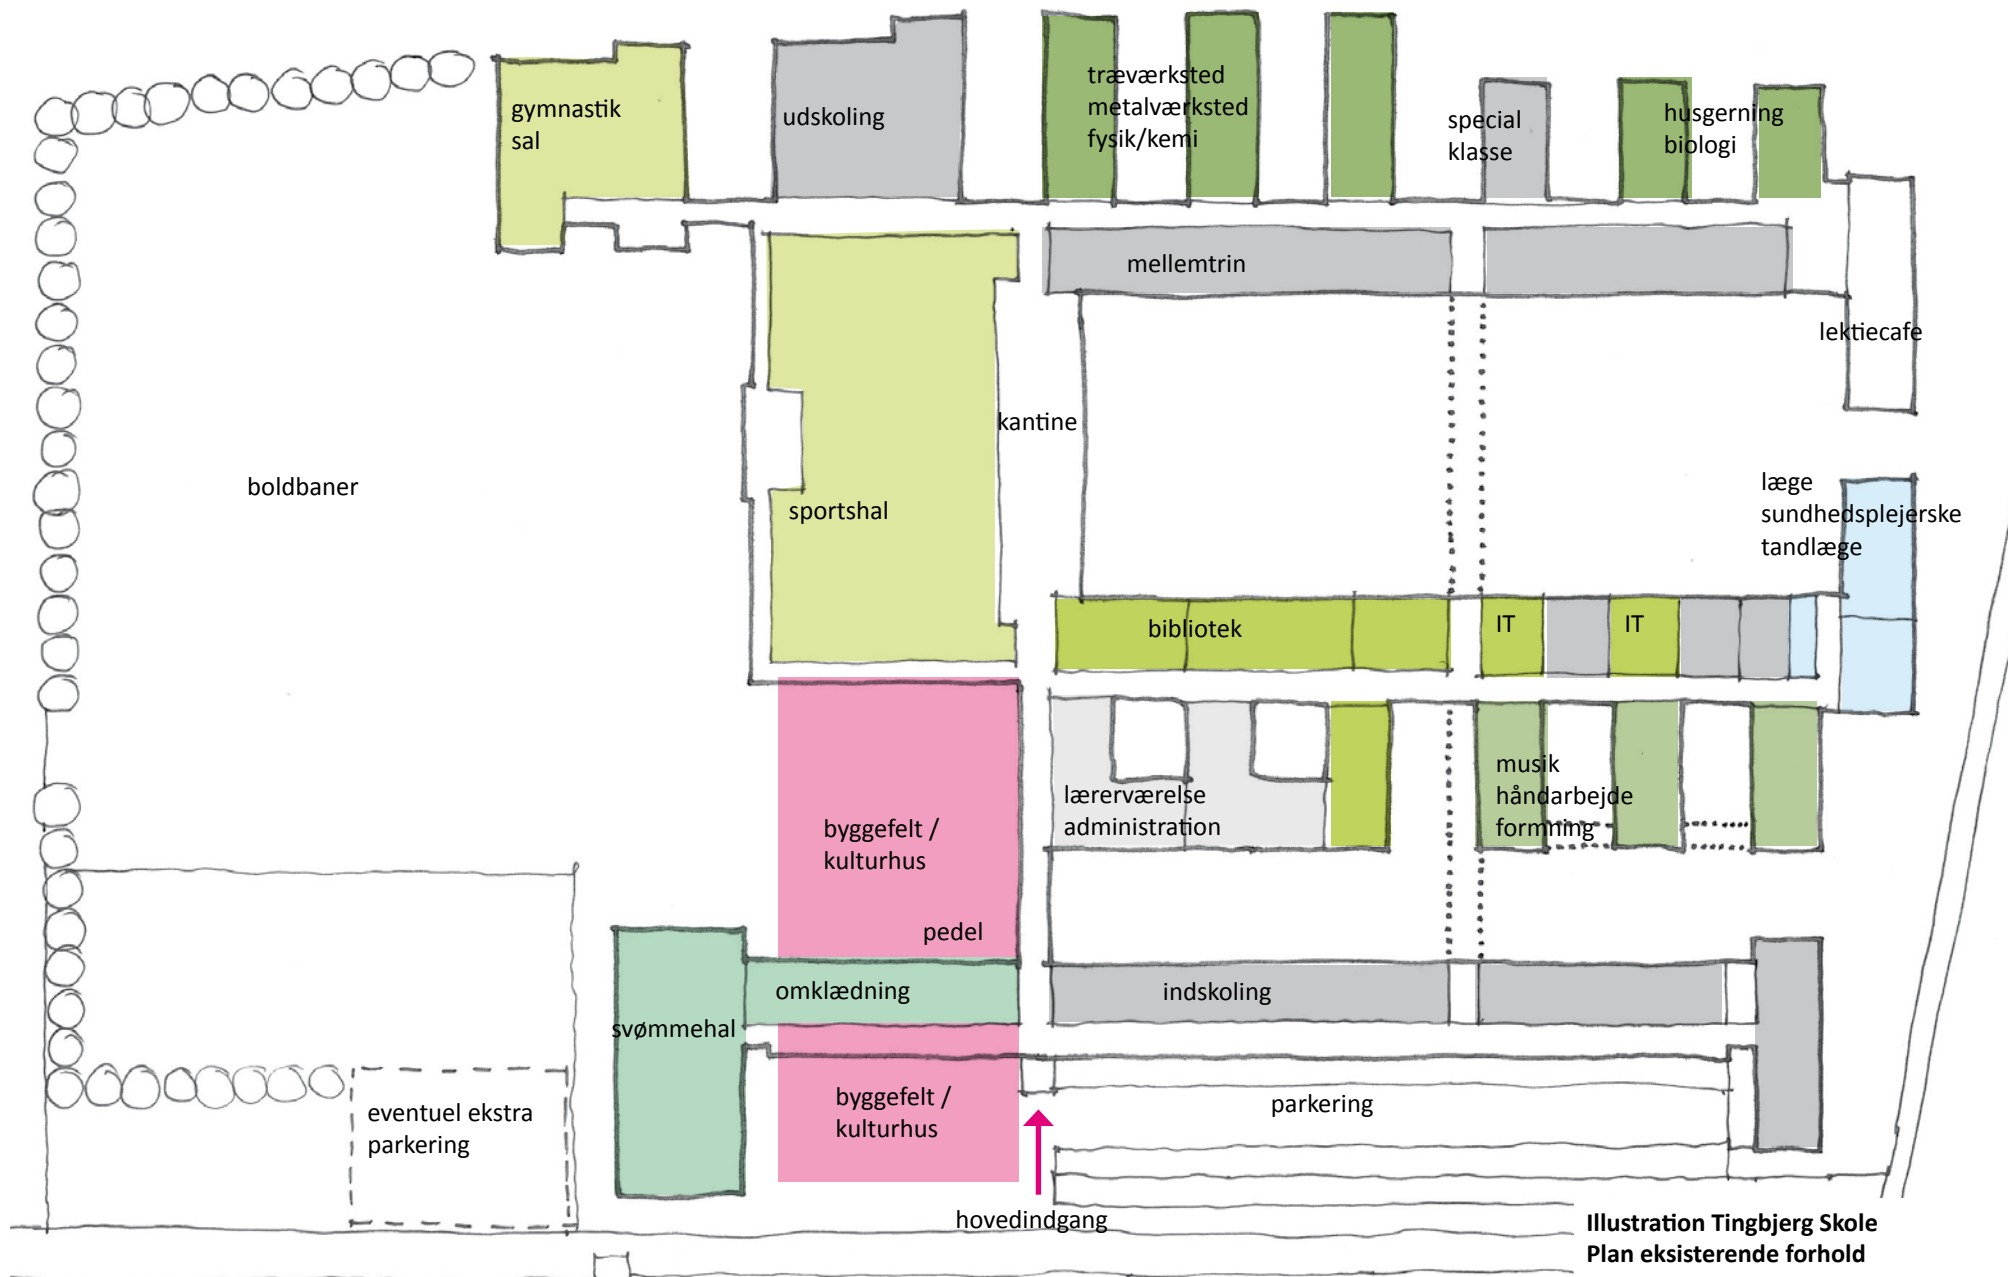 gymnastik
sal
udskoling
træværksted
metalværksted
fysik/kemi
special
klasse
husgerning
biologi
mellemtrin
lektiecafe
kantine
boldbaner
sportshal
læge
sundhedsplejerske
tandlæge
bibliotek
IT
IT
lærerværelse
administration
musik
håndarbejde
formning
byggefelt /
kulturhus
pedel
omklædning
indskoling
svømmehal
byggefelt /
kulturhus
parkering
eventuel ekstra
parkering
hovedindgang
Illustration Tingbjerg Skole
Plan eksisterende forhold